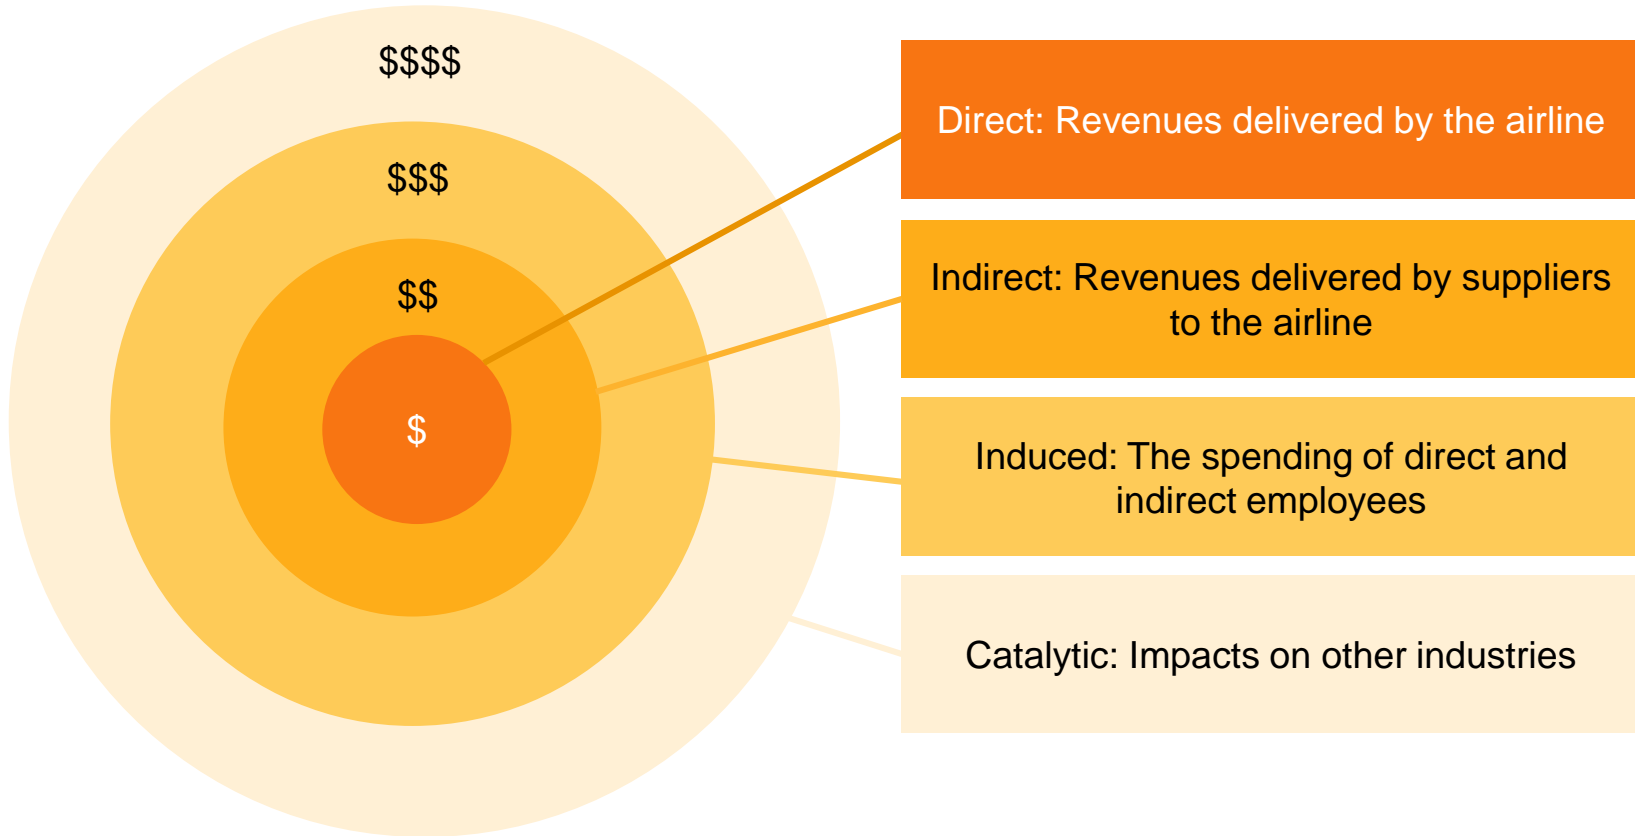 $$$$
$$$
$$
$
Direct: Revenues delivered by the airline
Indirect: Revenues delivered by suppliers
to the airline
Induced: The spending of direct and
indirect employees
Catalytic: Impacts on other industries